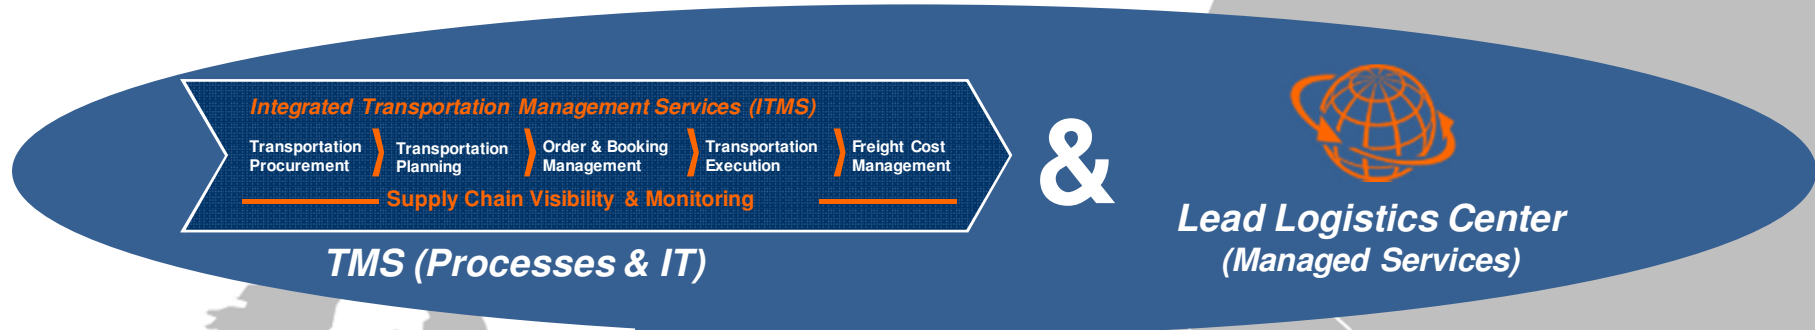 Integrated Transportation Management Services (ITMS)
Transportation
Procurement
Transportation
Planning
Order & Booking
Management
Transportation
Execution
Freight Cost
Management
Supply Chain Visibility & Monitoring
TMS (Processes & IT)
&
Lead Logistics Center
(Managed Services)